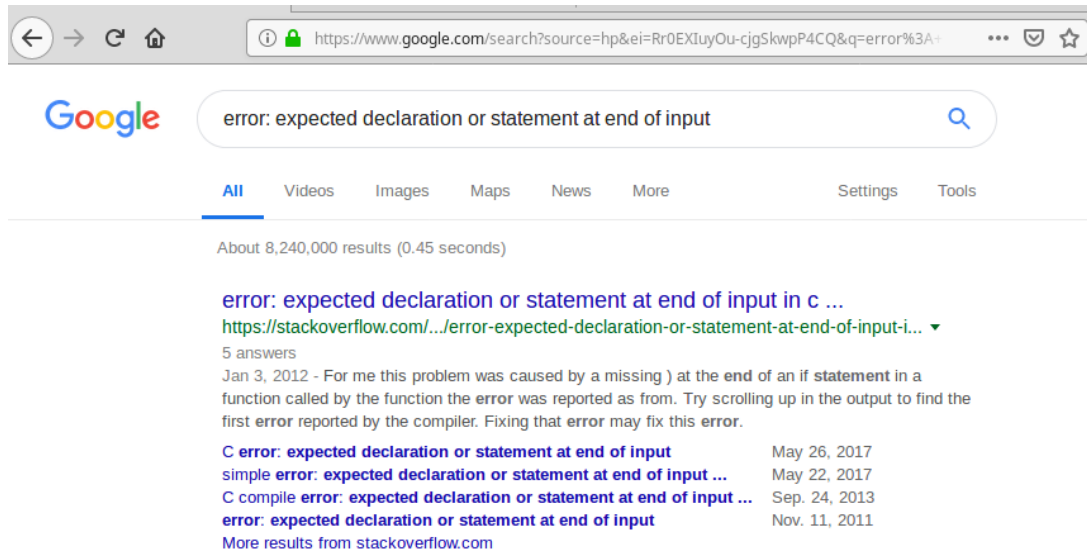 https://www.google.com/search?source=hp&ei=Rr0EXIuyOu-cjgSkwpP4CQ&q=error%3A+
Google
error: expected declaration or statement at end of input
All Videos Images Maps News More Settings Tools
About 8,240,000 results (0.45 seconds)
error: expected declaration or statement at end of input in c ...
https://stackoverflow.com/.../error-expected-declaration-or-statement-at-end-of-input-i...
5 answers
Jan 3, 2012 - For me this problem was caused by a missing ) at the end of an if statement in a
function called by the function the error was reported as from. Try scrolling up in the output to find the
first error reported by the compiler. Fixing that error may fix this error.
C error: expected declaration or statement at end of input May 26, 2017
simple error: expected declaration or statement at end of input ... May 22, 2017
C compile error: expected declaration or statement at end of input ... Sep. 24, 2013
error: expected declaration or statement at end of input Nov. 11, 2011
More results from stackoverflow.com